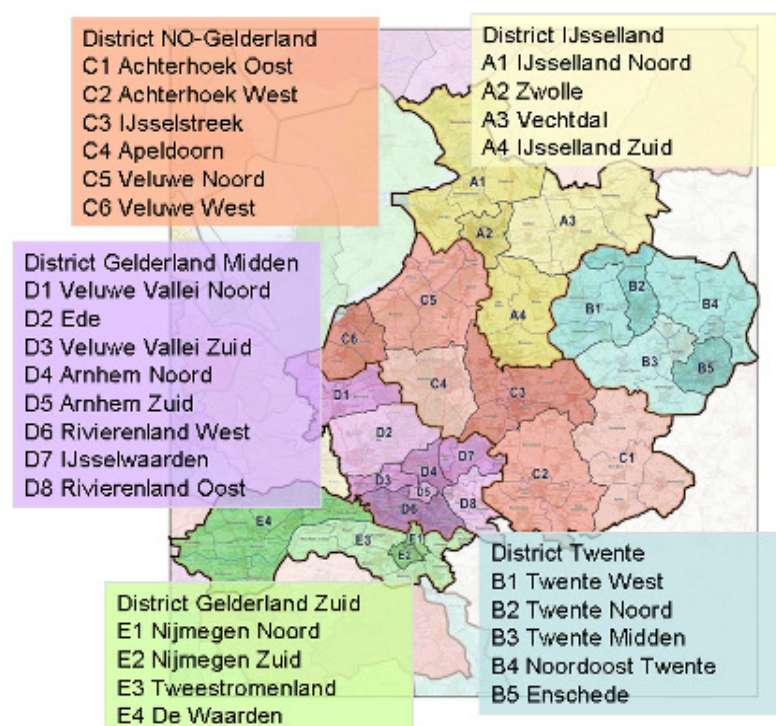 District NO-Gelderland
C1 Achterhoek Oost
C2 Achterhoek West
C3 IJsselstreek
C4 Apeldoorn
C5 Veluwe Noord
C6 Veluwe West
District IJsselland
A1 IJsselland Noord
A2 Zwolle
A3 Vechtdal
A4 IJsselland Zuid
District Gelderland Midden
D1 Veluwe Vallei Noord
D2 Ede
D3 Veluwe Vallei Zuid
D4 Arnhem Noord
D5 Arnhem Zuid
D6 Rivierenland West
D7 IJsselwaarden
D8 Rivierenland Oost
A1
A2
A3
A4
B1
B2
B4
B3
B5
C5
C6
C4
C3
C2
C1
D1
D2
D3
D4
D7
D5
D6
D8
E4
E3
E1
E2
District Gelderland Zuid
E1 Nijmegen Noord
E2 Nijmegen Zuid
E3 Tweestromenland
E4 De Waarden
District Twente
B1 Twente West
B2 Twente Noord
B3 Twente Midden
B4 Noordoost Twente
B5 Enschede